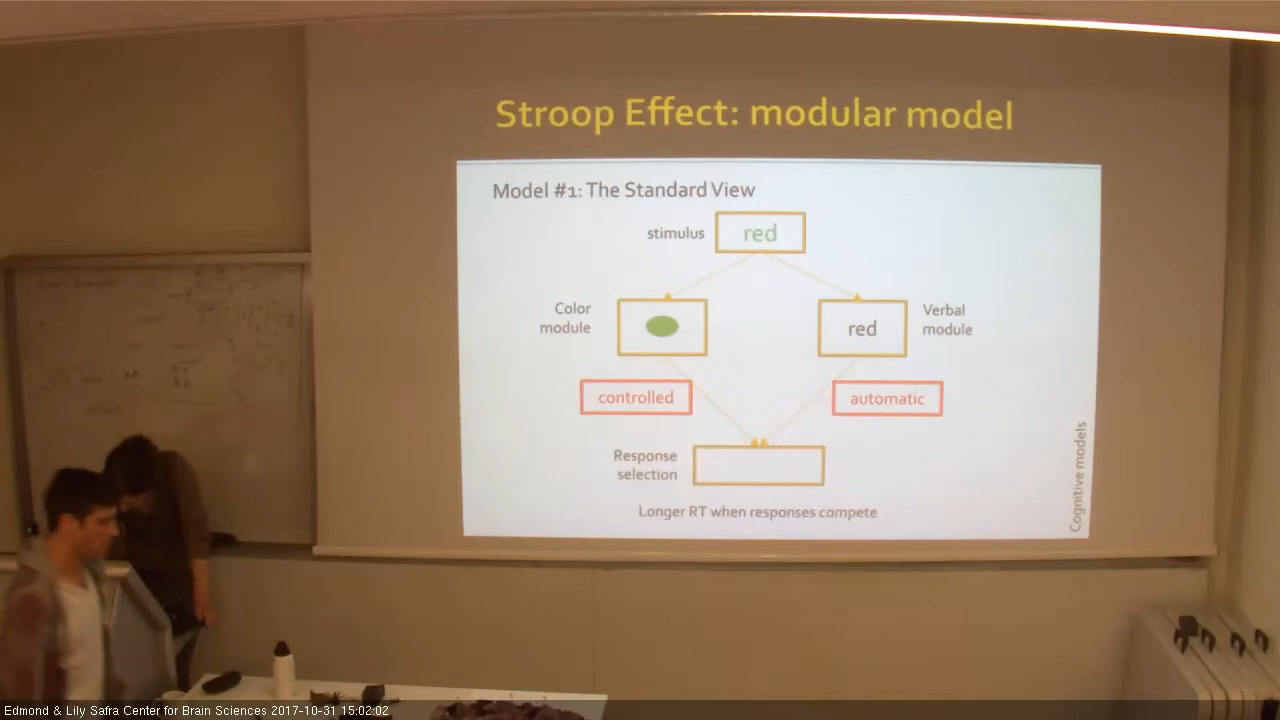 Stroop Effect: modular model
Model #1: The Standard View
stimulus
red
Color
module
red
Verbal
module
controlled
automatic
Response
selection
Longer RT when responses compete
Cognitive models
Edmond & Lily Safra Center for Brain Sciences 2017-10-31 15:02:02